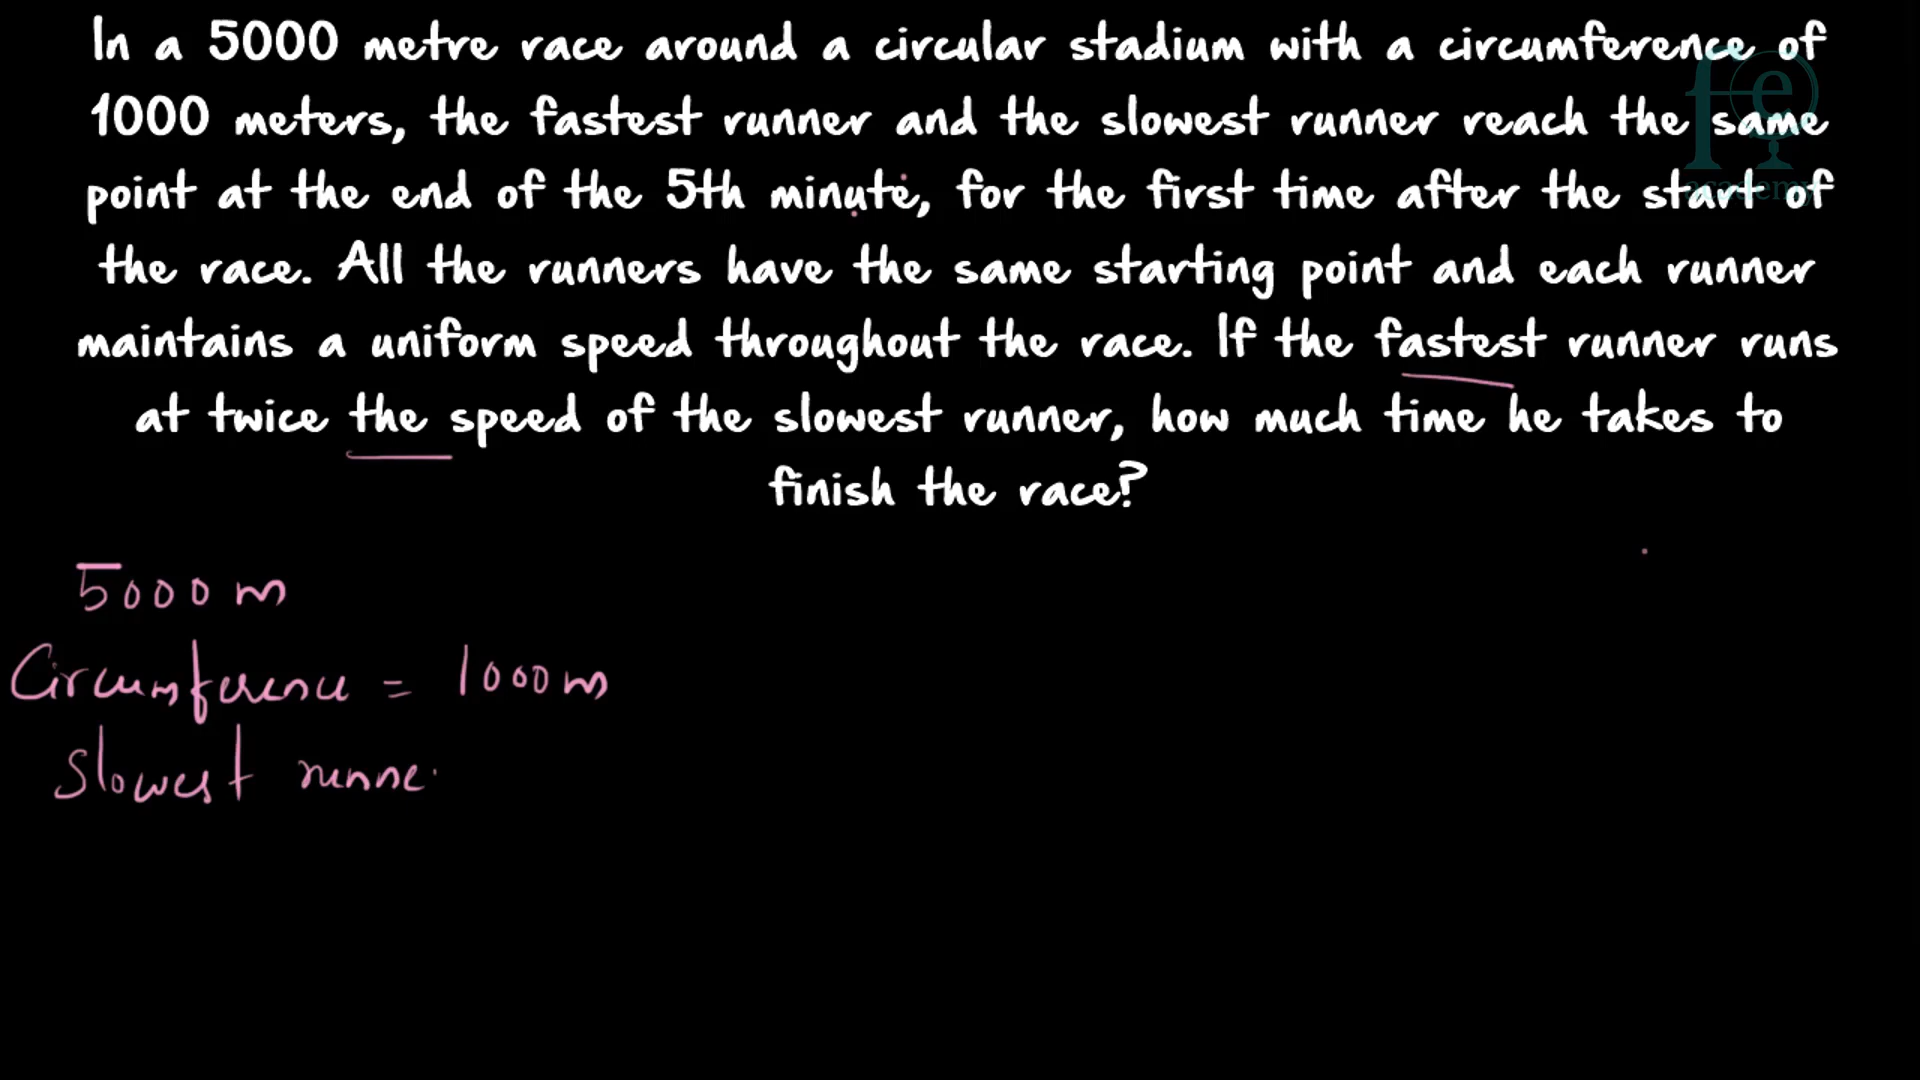 In a 5000 metre race around a circular stadium with a circumference of
1000 meters, the fastest runner and the slowest runner reach the same
point at the end of the 5th minute, for the first time after the start of
the race. All the runners have the same starting point and each runner
maintains a uniform speed throughout the race. If the fastest runner runs
at twice the speed of the slowest runner, how much time he takes to
finish the race?
fe
academy
5000 m
Circumference = 1000 m
Slowest runne